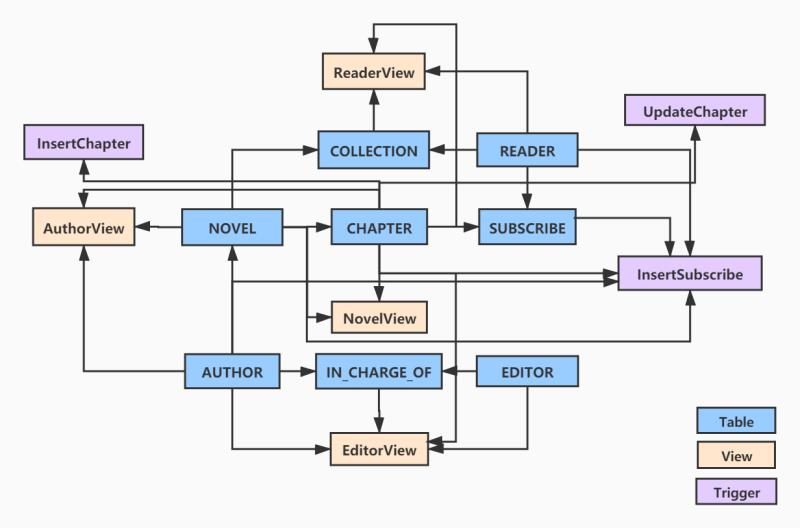 ReaderView
UpdateChapter
InsertChapter
COLLECTION
READER
AuthorView
NOVEL
CHAPTER
SUBSCRIBE
InsertSubscribe
NovelView
AUTHOR
IN_CHARGE_OF
EDITOR
EditorView
Table
View
Trigger